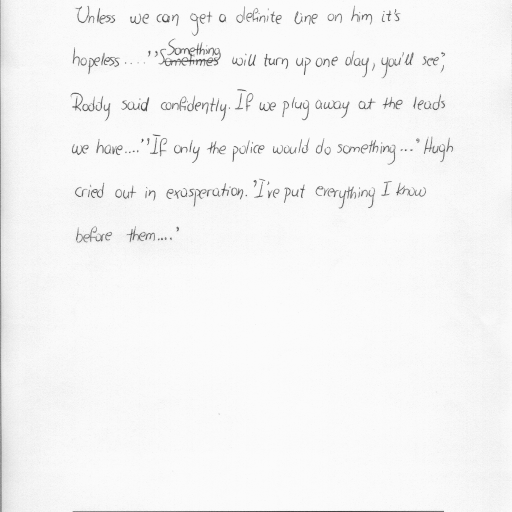 Unless we can get a definite line on him it's
hopeless....''Something will turn up one day, you'll see',
Roddy said confidently. If we plug away at the leads
we have....''If only the police would do something...' Hugh
cried out in exasperation. 'I've put everything I know
before them....'